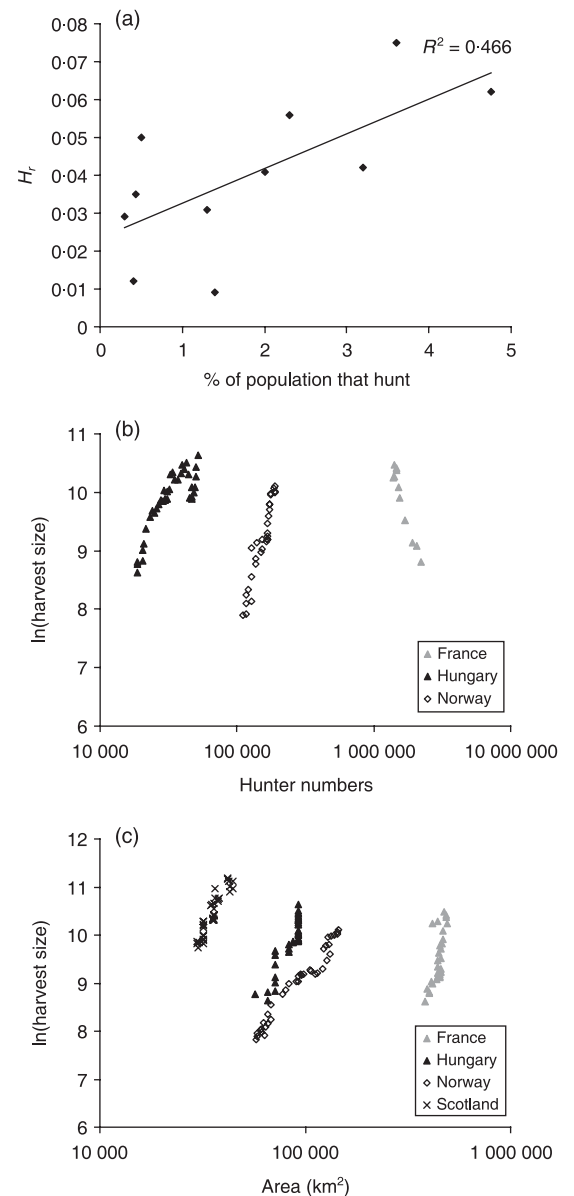 (a)
R² = 0·466
0·08
0·07
0·06
0·05
0·04
0·03
0·02
0·01
0
Hr
0 1 2 3 4 5
% of population that hunt
(b)
11
10
9
8
7
6
ln(harvest size)
France
Hungary
Norway
10 000 100 000 1 000 000 10 000 000
Hunter numbers
(c)
12
11
10
9
8
7
6
ln(harvest size)
France
Hungary
Norway
Scotland
10 000 100 000 1 000 000
Area (km²)